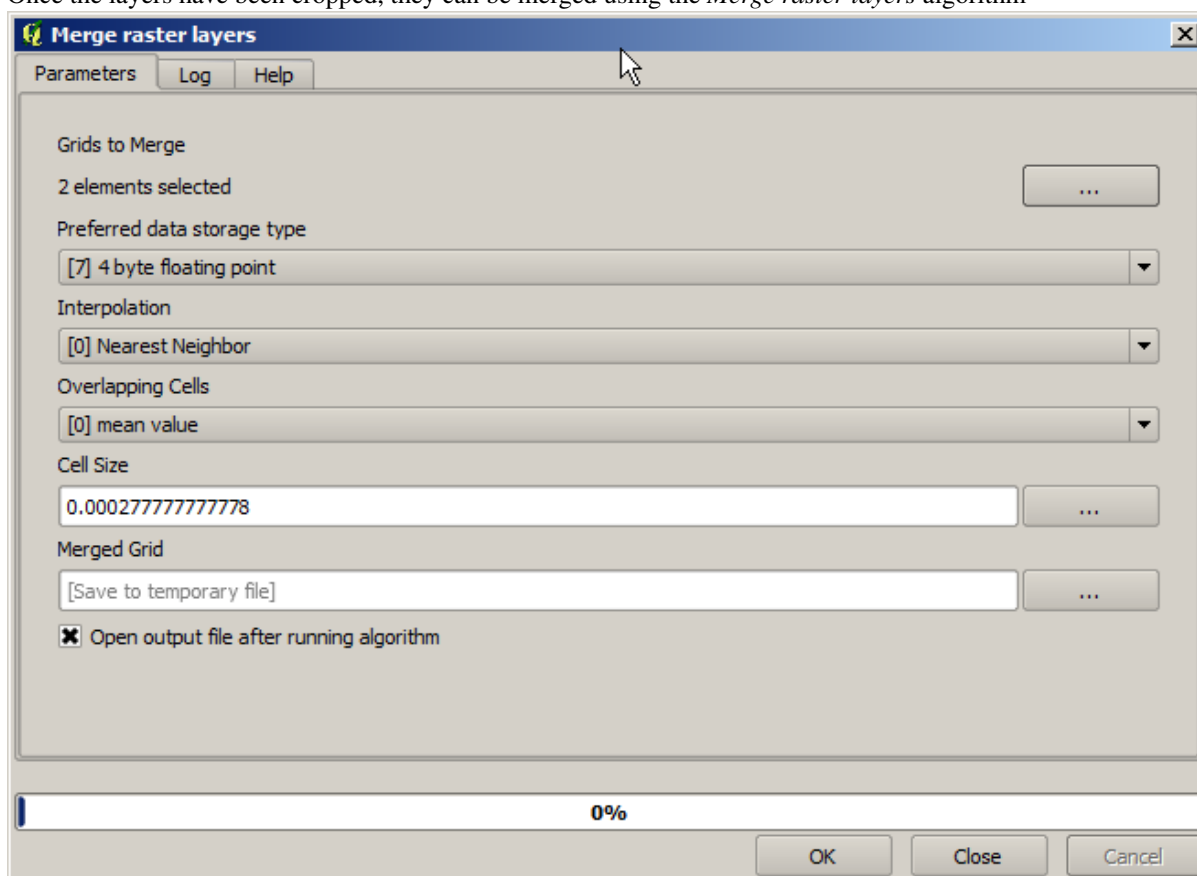 Once the layers have been cropped, they can be merged using the Merge raster layers algorithm
Merge raster layers
Parameters Log Help
Grids to Merge
2 elements selected ...
Preferred data storage type
[7] 4 byte floating point
Interpolation
[0] Nearest Neighbor
Overlapping Cells
[0] mean value
Cell Size
0.000277777777778 ...
Merged Grid
[Save to temporary file] ...
Open output file after running algorithm
0%
OK Close Cancel